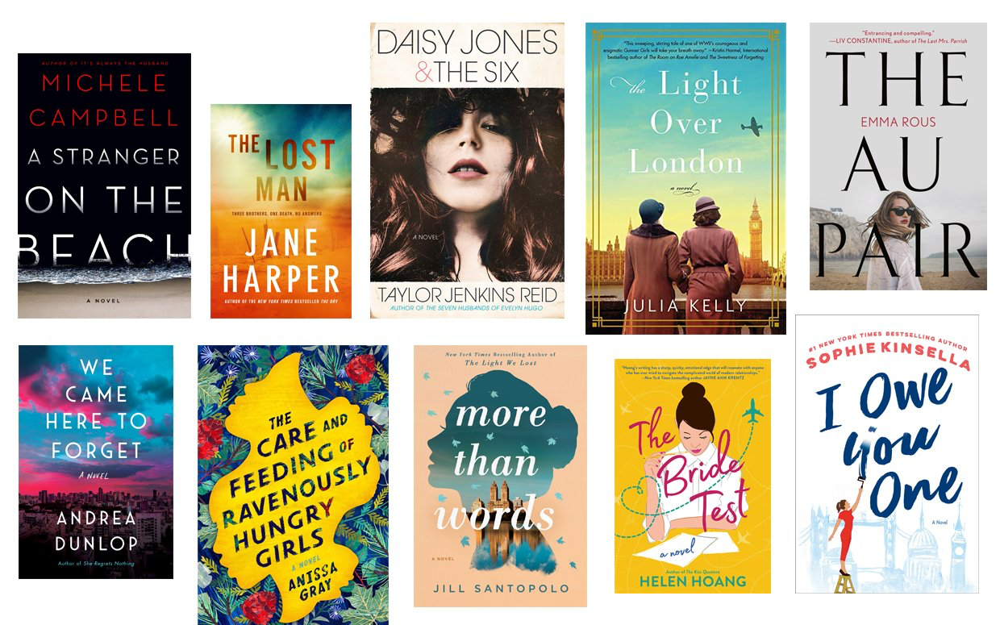 AUTHOR OF IT'S ALWAYS THE HUSBAND
MICHELE
CAMPBELL
A STRANGER
ON THE
BEACH
A NOVEL
THE LOST
MAN
THREE BROTHERS, ONE DEATH, NO ANSWERS . . .
JANE
HARPER
AUTHOR OF THE NEW YORK TIMES BESTSELLER THE DRY
DAISY JONES
&THE SIX
A NOVEL
TAYLOR JENKINS REID
AUTHOR OF THE SEVEN HUSBANDS OF EVELYN HUGO
"This sweeping, stirring tale of one of WWII's courageous and
enigmatic Gunner Girls will take your breath away." —Kristin Harmel, International
bestselling author of The Room on Rue Amelie and The Sweetness of Forgetting
the Light
Over
London
a novel
JULIA KELLY
"Entrancing and compelling."
—LIV CONSTANTINE, author of The Last Mrs. Parrish
THE
EMMA ROUS
AU
PAIR
WE
CAME
HERE TO
FORGET
A NOVEL
ANDREA
DUNLOP
Author of She Regrets Nothing
THE
CARE AND
FEEDING OF
RAVENOUSLY
HUNGRY
GIRLS
A NOVEL
ANISSA
GRAY
New York Times Bestselling Author of
The Light We Lost
more
than
words
A NOVEL
JILL SANTOPOLO
"Hoang's writing has a sharp, quirky, emotional edge that will resonate with anyone
who has ever tried to navigate the complicated world of modern relationships."
—New York Times bestselling author JAYNE ANN KRENTZ
The
Bride
Test
a novel
Author of The Kiss Quotient
HELEN HOANG
#1 NEW YORK TIMES BESTSELLING AUTHOR
SOPHIE KINSELLA
I Owe
you
One
A Novel